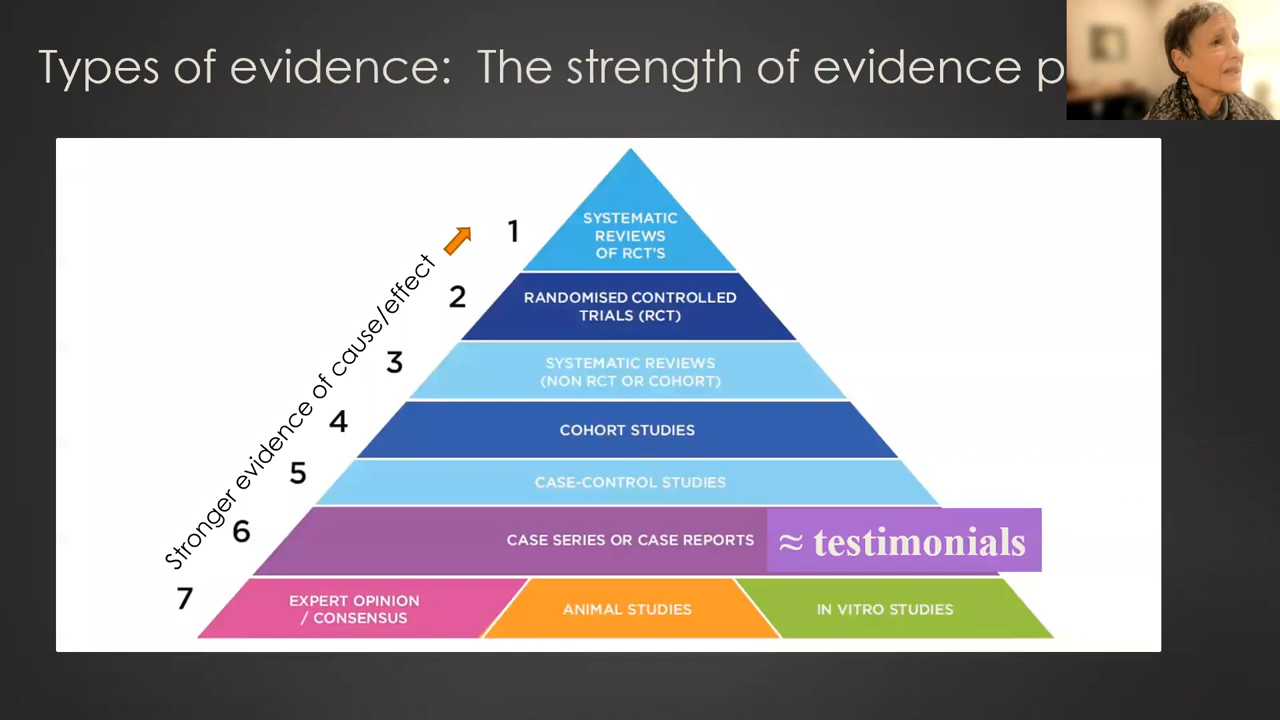 Types of evidence: The strength of evidence p
1
SYSTEMATIC
REVIEWS
OF RCT'S
2
RANDOMISED CONTROLLED
TRIALS (RCT)
3
SYSTEMATIC REVIEWS
(NON RCT OR COHORT)
4
COHORT STUDIES
5
CASE-CONTROL STUDIES
6
CASE SERIES OR CASE REPORTS
≈ testimonials
7
EXPERT OPINION
/ CONSENSUS
ANIMAL STUDIES
IN VITRO STUDIES
Stronger evidence of cause/effect